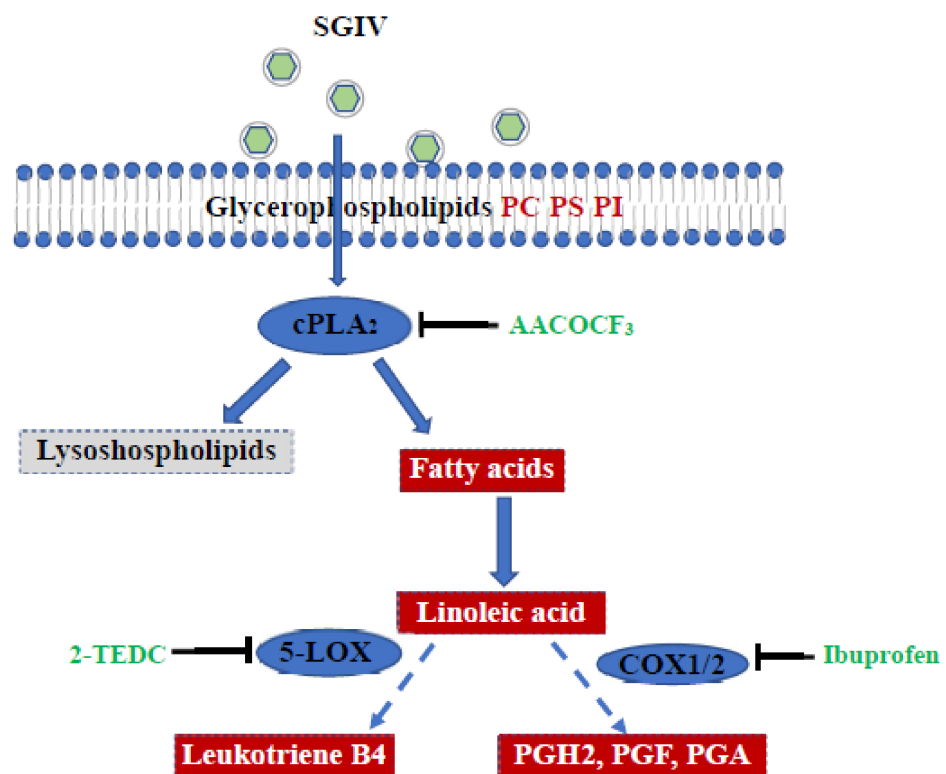 SGIV
Glycerophospholipids PC PS PI
cPLA₂
AACOCF₃
Lysoshospholipids
Fatty acids
Linoleic acid
2-TEDC
5-LOX
COX1/2
Ibuprofen
Leukotriene B4
PGH2, PGF, PGA